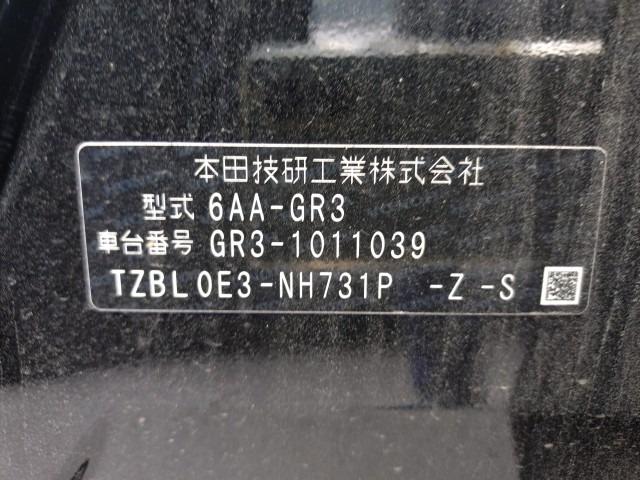 本田技研工業株式会社
型式 6AA-GR3
車台番号 GR3-1011039
TZBL0E3-NH731P -Z -S